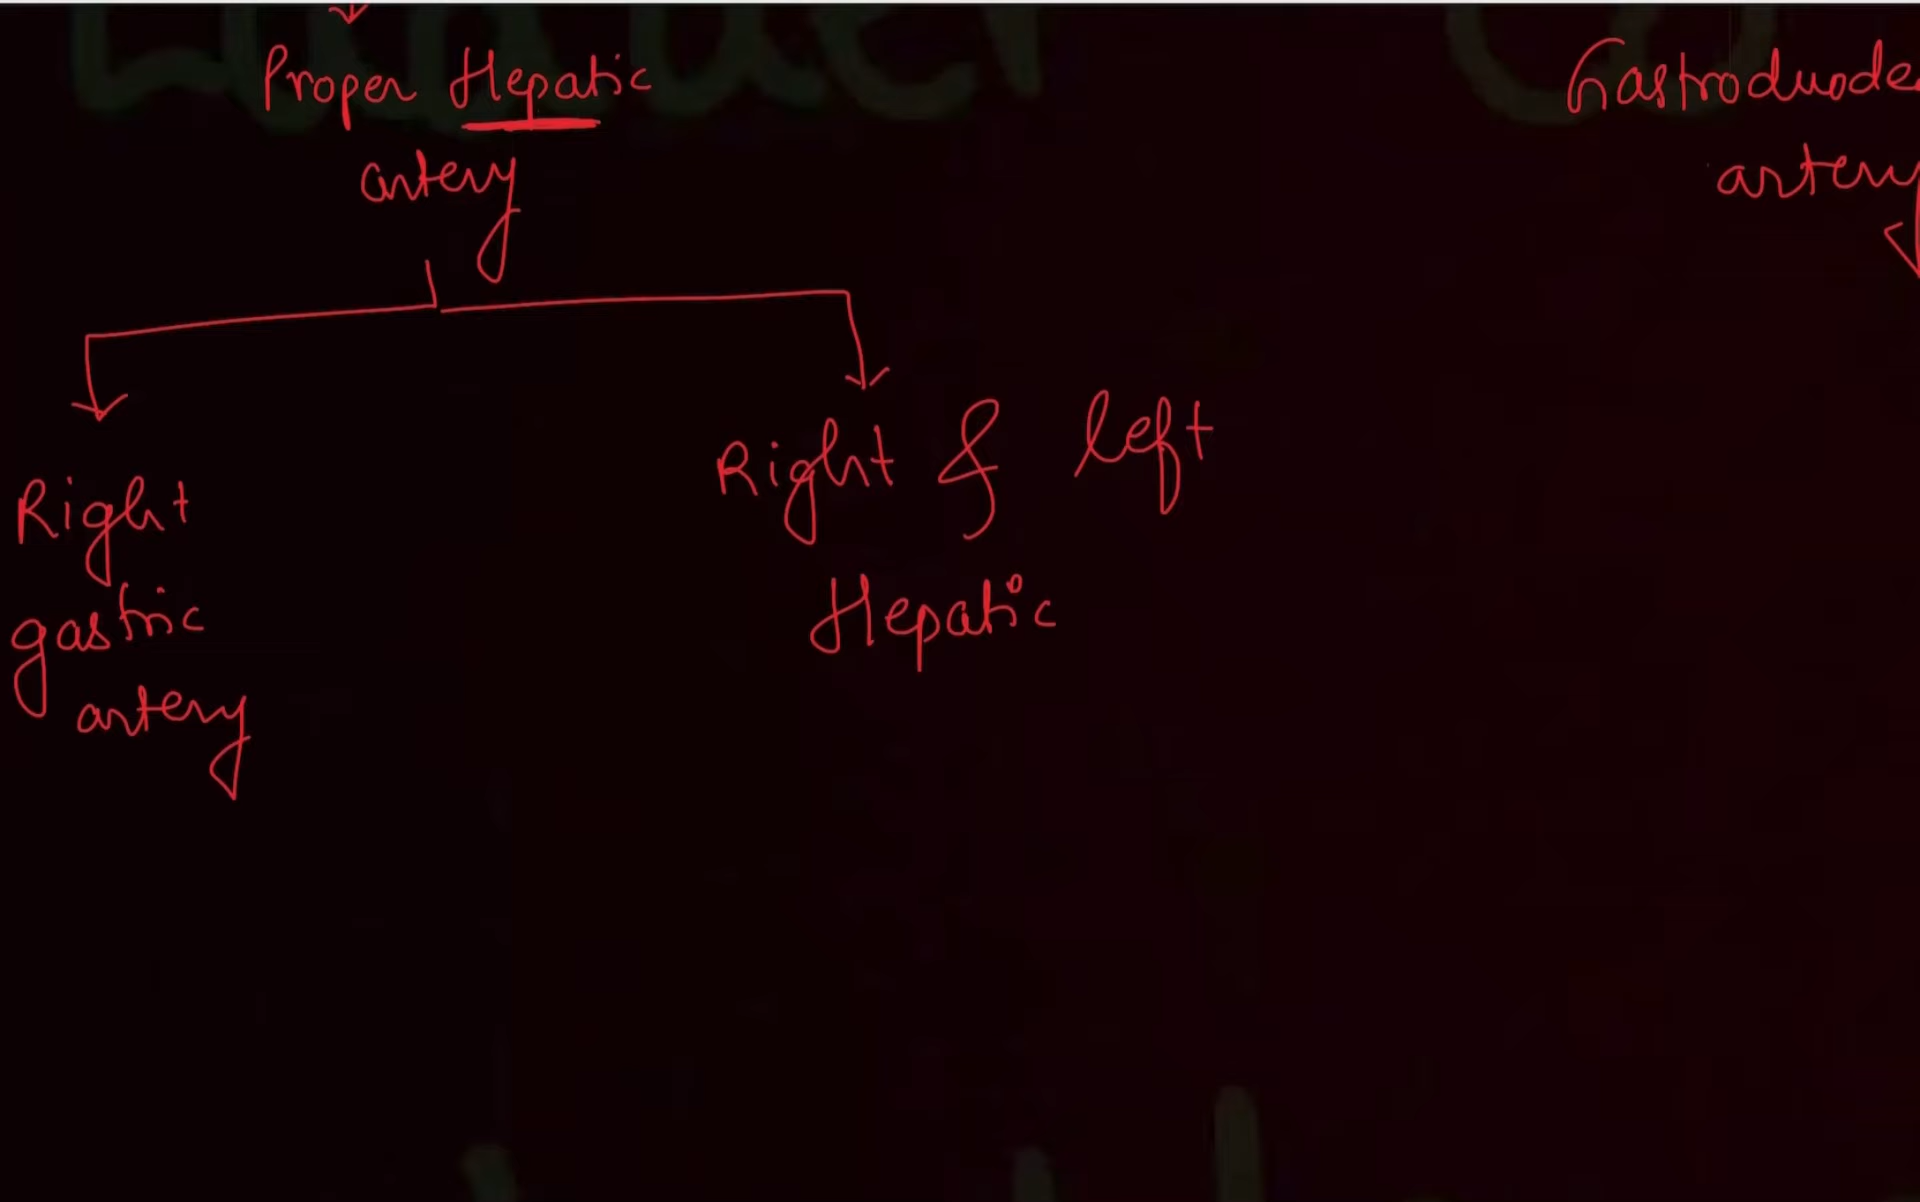 Proper Hepatic
artery
Gastroduode
artery
Right & left
Hepatic
Right
gastric
artery